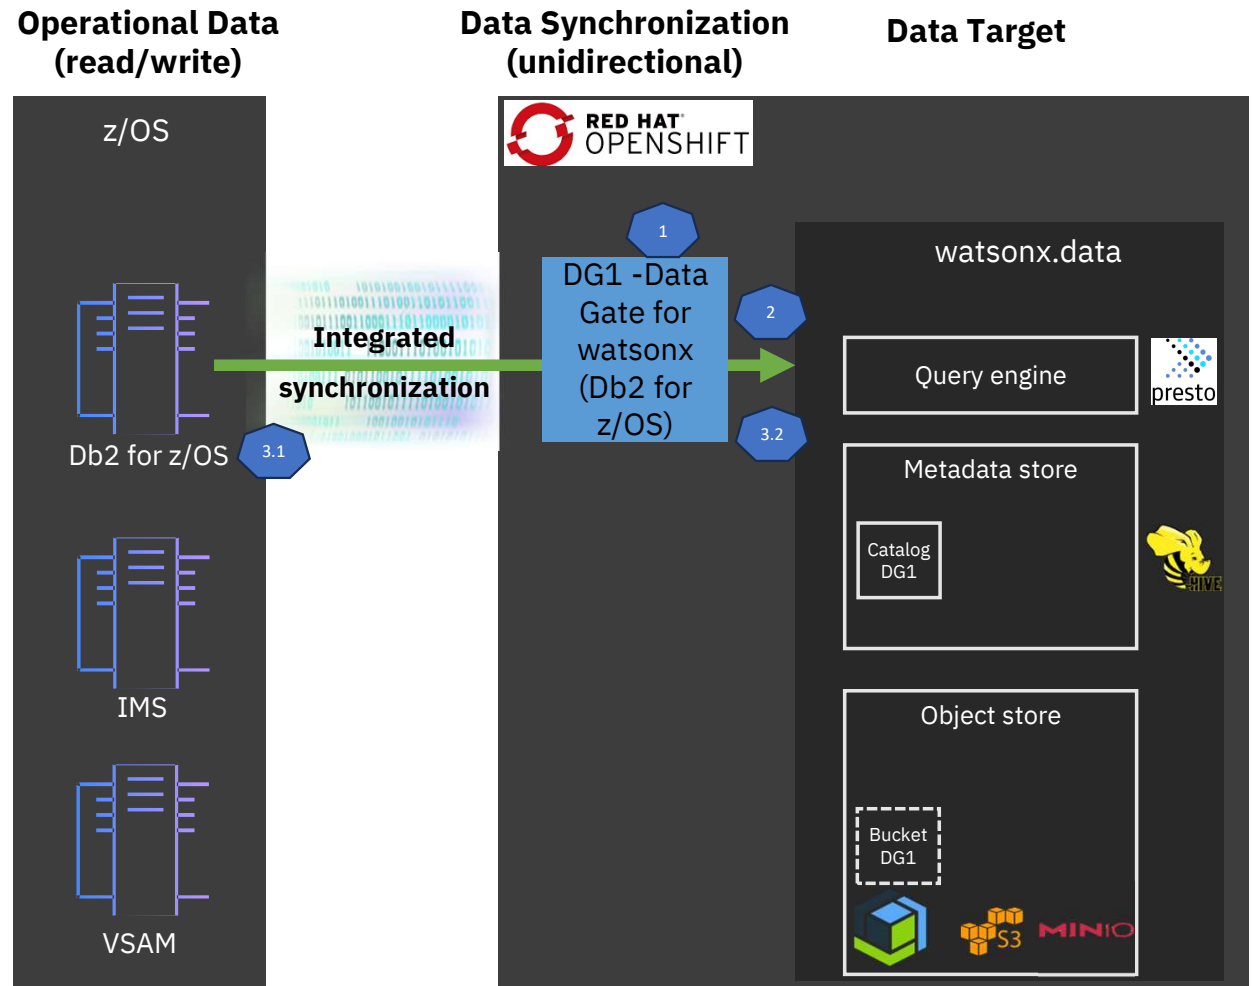 Operational Data
(read/write)
Data Synchronization
(unidirectional)
Data Target
z/OS
RED HAT
OPENSHIFT
1
DG1 -Data
Gate for
watsonx
(Db2 for
z/OS)
2
3.2
Integrated
synchronization
Db2 for z/OS
3.1
IMS
VSAM
watsonx.data
Query engine
presto
Metadata store
Catalog
DG1
HIVE
Object store
Bucket
DG1
S3
MINIO